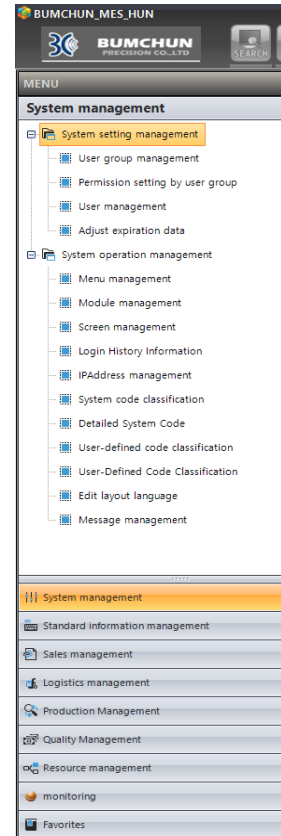 BUMCHUN_MES_HUN
BUMCHUN
PRECISION CO.,LTD
SEARCH
MENU
System management
System setting management
User group management
Permission setting by user group
User management
Adjust expiration data
System operation management
Menu management
Module management
Screen management
Login History Information
IPAddress management
System code classification
Detailed System Code
User-defined code classification
User-Defined Code Classification
Edit layout language
Message management
System management
Standard information management
Sales management
Logistics management
Production Management
Quality Management
Resource management
monitoring
Favorites